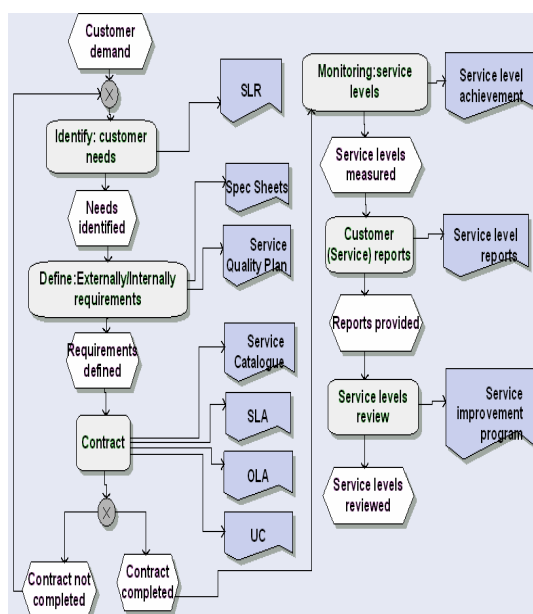 Customer
demand
X
Identify: customer
needs
SLR
Needs
identified
Spec Sheets
Define:Externally/Internally
requirements
Service
Quality Plan
Requirements
defined
Service
Catalogue
Contract
SLA
OLA
UC
X
Contract not
completed
Contract
completed
Monitoring:service
levels
Service level
achievement
Service levels
measured
Customer
(Service) reports
Service level
reports
Reports provided
Service levels
review
Service
improvement
program
Service levels
reviewed